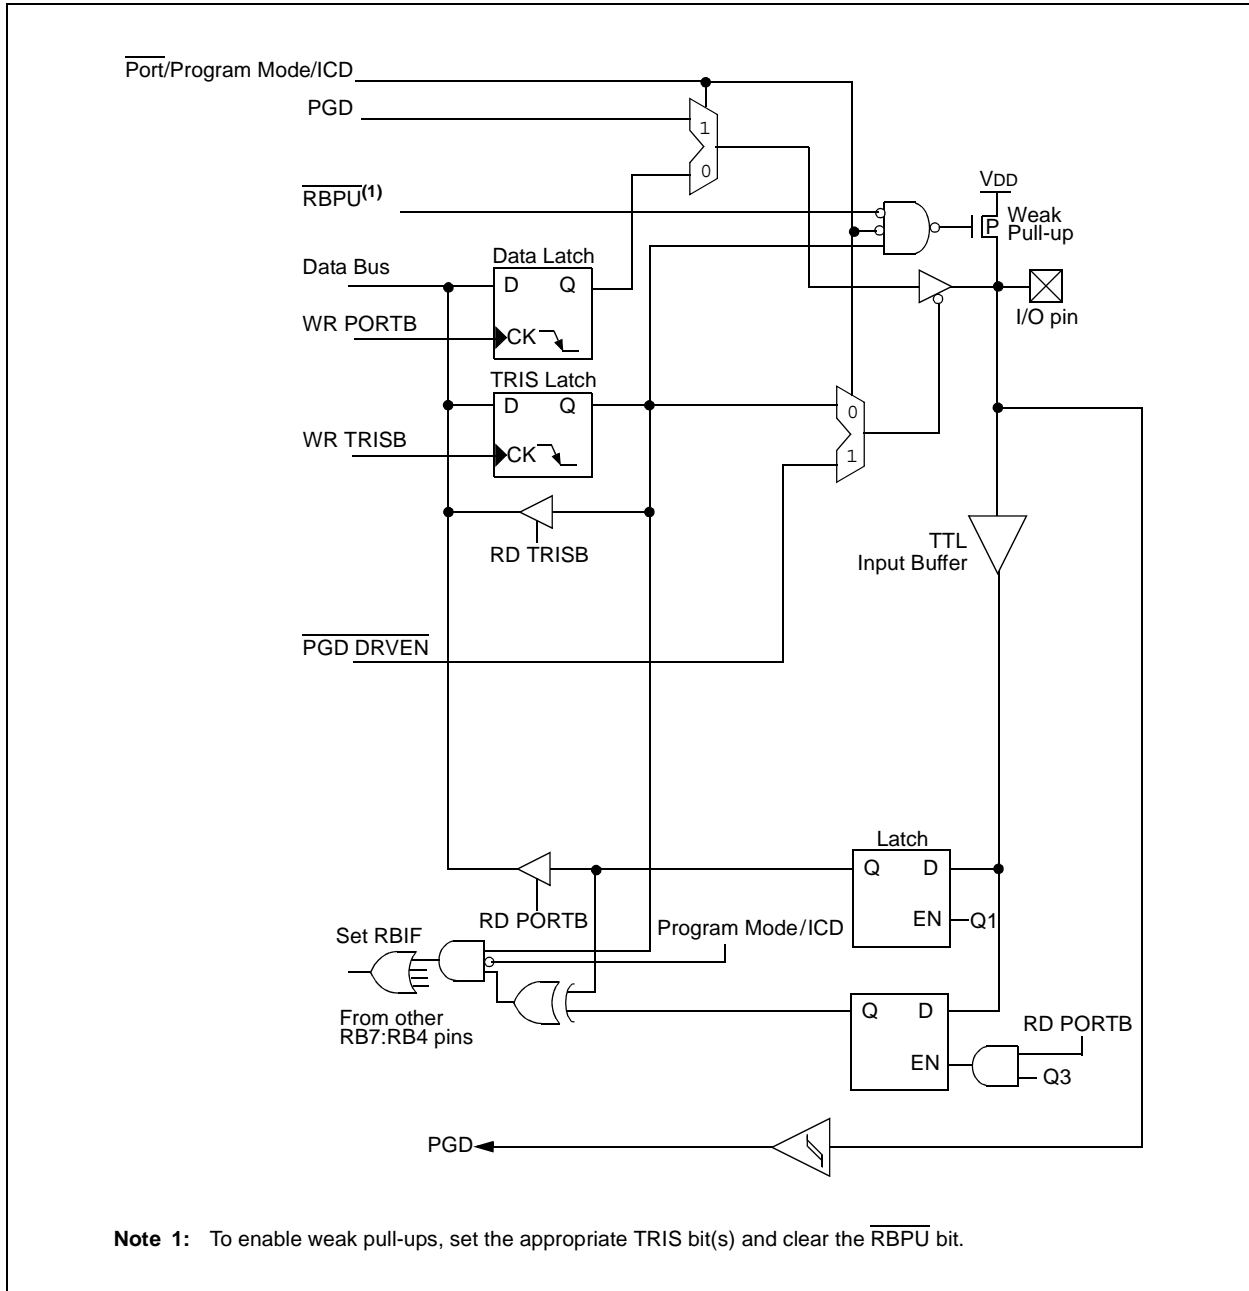 Port/Program Mode/ICD
PGD
1
0
RBPU(1)
VDD
P
Weak
Pull-up
Data Bus
Data Latch
D Q
WR PORTB
CK
I/O pin
TRIS Latch
D Q
0
WR TRISB
CK
1
RD TRISB
TTL
Input Buffer
PGD DRVEN
Latch
Q D
EN
Q1
RD PORTB
Program Mode/ICD
Set RBIF
From other
RB7:RB4 pins
Q D
EN
RD PORTB
Q3
PGD
Note 1: To enable weak pull-ups, set the appropriate TRIS bit(s) and clear the RBPU bit.